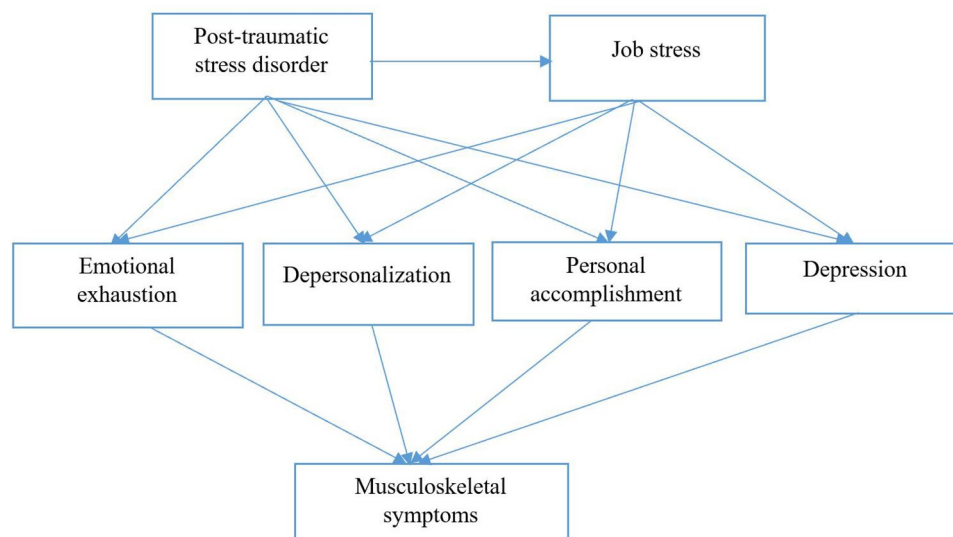 Post-traumatic
stress disorder
Job stress
Emotional
exhaustion
Depersonalization
Personal
accomplishment
Depression
Musculoskeletal
symptoms